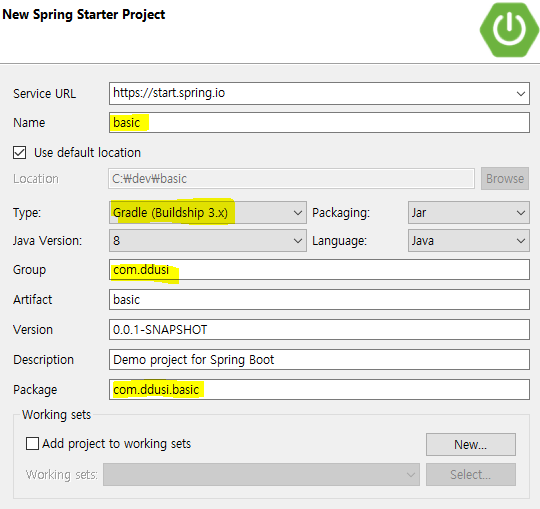 New Spring Starter Project
Service URL https://start.spring.io
Name basic
Use default location
Location C:₩dev₩basic Browse
Type: Gradle (Buildship 3.x) Packaging: Jar
Java Version: 8 Language: Java
Group com.ddusi
Artifact basic
Version 0.0.1-SNAPSHOT
Description Demo project for Spring Boot
Package com.ddusi.basic
Working sets
Add project to working sets New...
Working sets: Select...